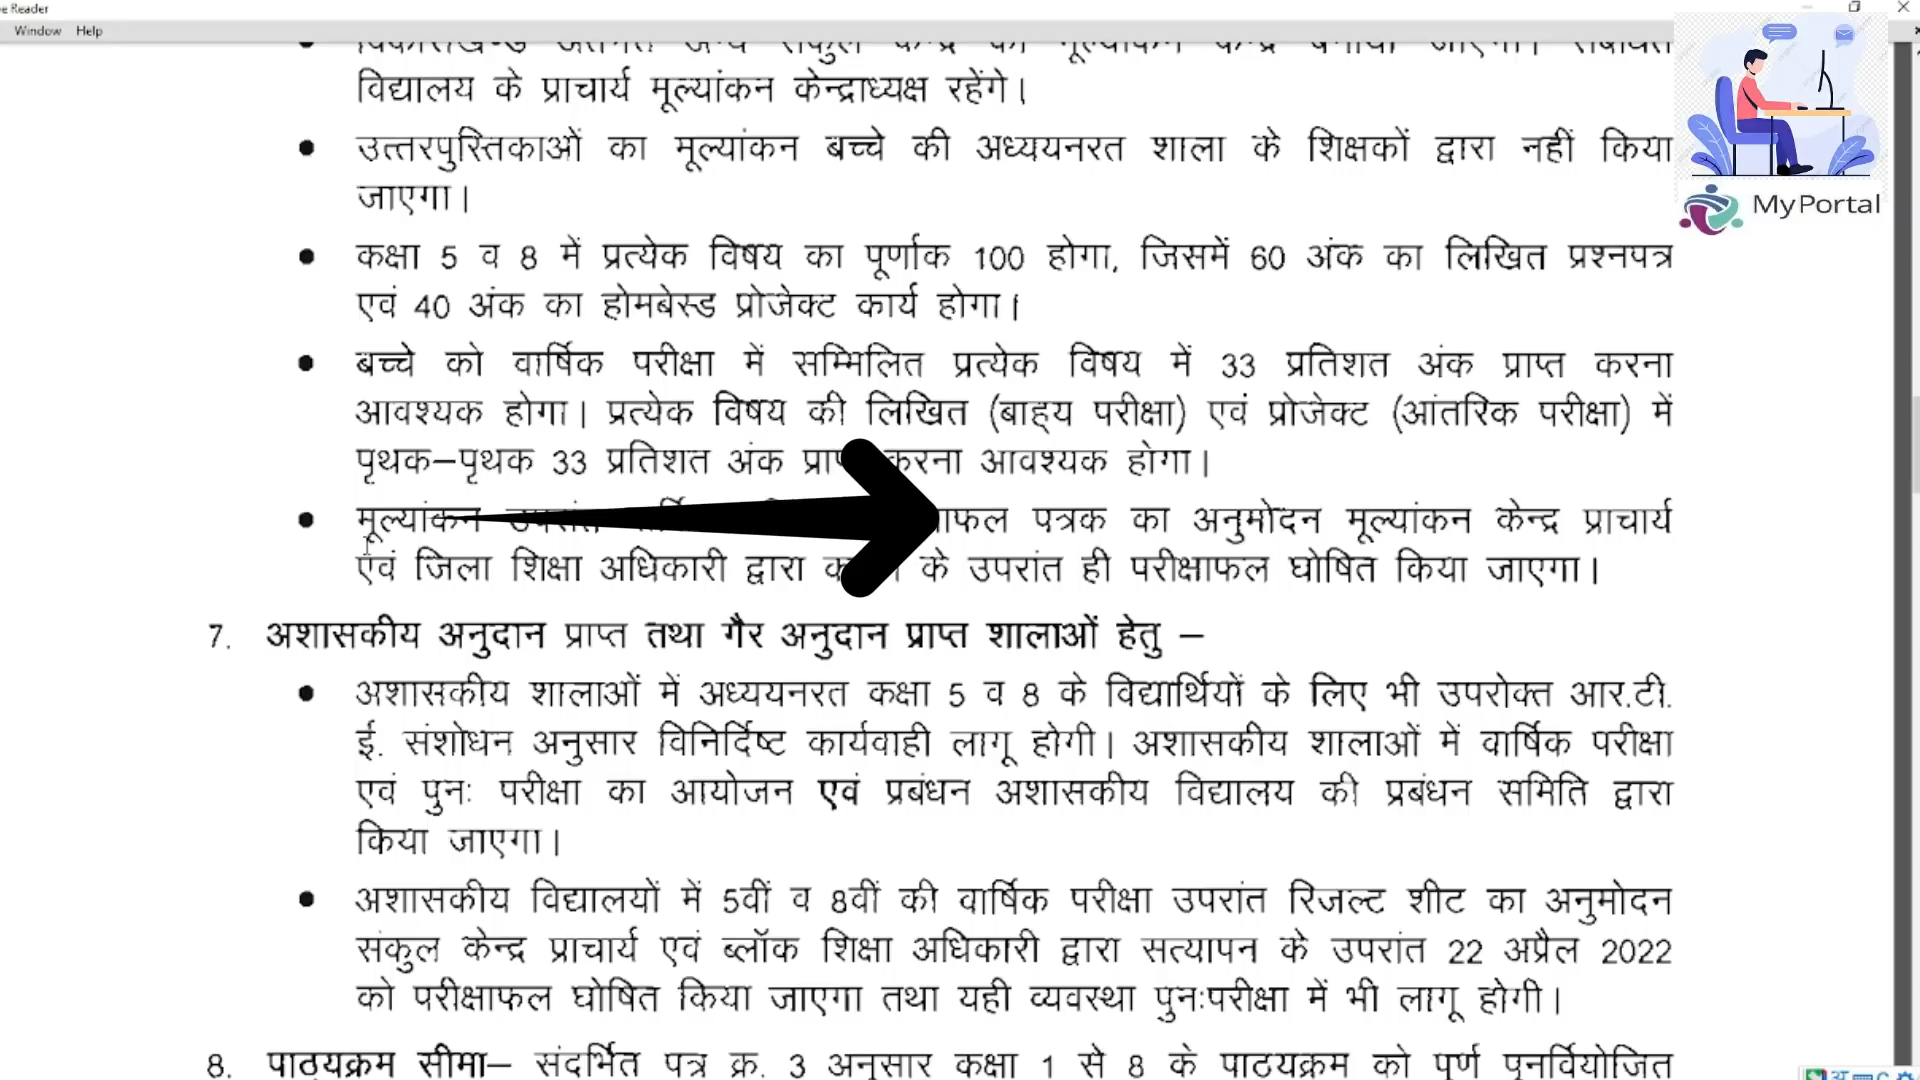 e Reader
Window Help
विद्यालय के प्राचार्य मूल्यांकन केन्द्राध्यक्ष रहेंगे।
• उत्तरपुस्तिकाओं का मूल्यांकन बच्चे की अध्ययनरत शाला के शिक्षकों द्वारा नहीं किया
जाएगा।
• कक्षा 5 व 8 में प्रत्येक विषय का पूर्णाक 100 होगा, जिसमें 60 अंक का लिखित प्रश्नपत्र
एवं 40 अंक का होमबेस्ड प्रोजेक्ट कार्य होगा।
• बच्चे को वार्षिक परीक्षा में सम्मिलित प्रत्येक विषय में 33 प्रतिशत अंक प्राप्त करना
आवश्यक होगा। प्रत्येक विषय की लिखित (बाह्य परीक्षा) एवं प्रोजेक्ट (आंतरिक परीक्षा) में
पृथक–पृथक 33 प्रतिशत अंक करना आवश्यक होगा।
• मूल्यांकन उपरांत पत्रक का अनुमोदन मूल्यांकन केन्द्र प्राचार्य
एवं जिला शिक्षा अधिकारी द्वारा के उपरांत ही परीक्षाफल घोषित किया जाएगा।
7. अशासकीय अनुदान प्राप्त तथा गैर अनुदान प्राप्त शालाओं हेतु –
• अशासकीय शालाओं में अध्ययनरत कक्षा 5 व 8 के विद्यार्थियों के लिए भी उपरोक्त आर.टी.
ई. संशोधन अनुसार विनिर्दिष्ट कार्यवाही लागू होगी। अशासकीय शालाओं में वार्षिक परीक्षा
एवं पुनः परीक्षा का आयोजन एवं प्रबंधन अशासकीय विद्यालय की प्रबंधन समिति द्वारा
किया जाएगा।
• अशासकीय विद्यालयों में 5वीं व 8वीं की वार्षिक परीक्षा उपरांत रिजल्ट शीट का अनुमोदन
संकुल केन्द्र प्राचार्य एवं ब्लॉक शिक्षा अधिकारी द्वारा सत्यापन के उपरांत 22 अप्रैल 2022
को परीक्षाफल घोषित किया जाएगा तथा यही व्यवस्था पुनःपरीक्षा में भी लागू होगी।
8. पाठ्यक्रम सीमा– संदर्भित पत्र क्र. 3 अनुसार कक्षा 1 से 8 के पाठ्यक्रम को पूर्ण पुनर्वियोजित
MyPortal